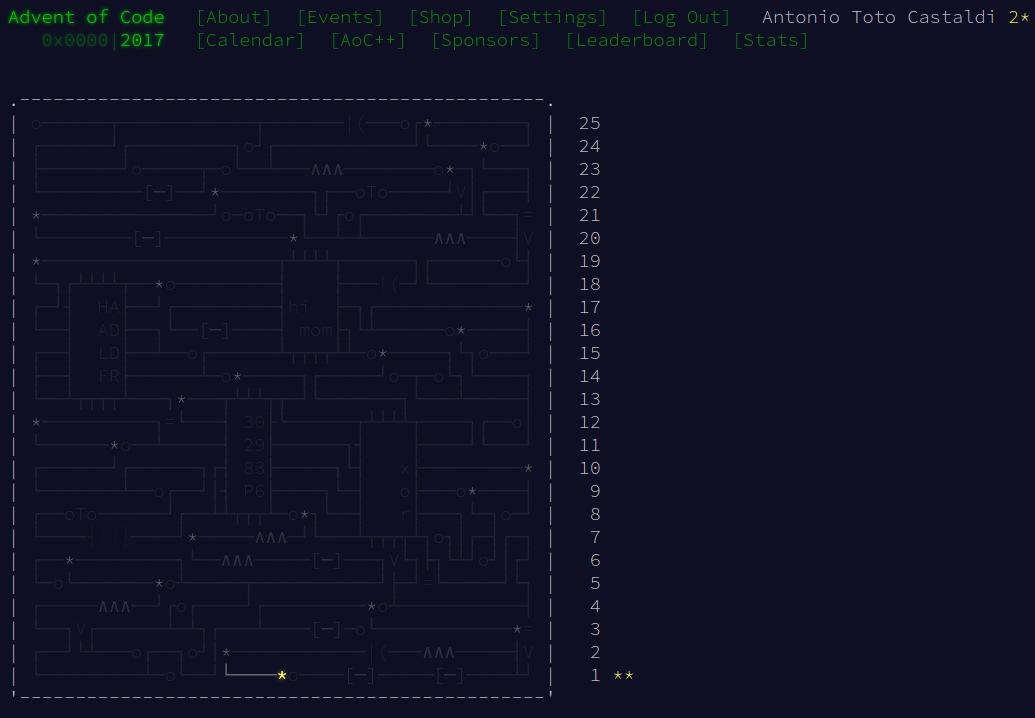 Advent of Code [About] [Events] [Shop] [Settings] [Log Out] Antonio Toto Castaldi 2*
0x0000|2017 [Calendar] [AoC++] [Sponsors] [Leaderboard] [Stats]
25
24
23
22
21
20
19
18
hi 17
HA
mom 16
AD
LD 15
FR 14
13
30 12
29 11
83 x 10
P6 o 9
r 8
7
6
5
4
3
2
1 **